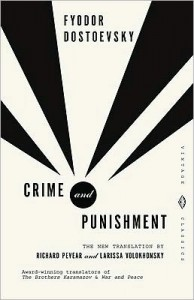 FYODOR
DOSTOEVSKY
CRIME and
PUNISHMENT
VINTAGE
CLASSICS
THE NEW TRANSLATION BY
RICHARD PEVEAR and LARISSA VOLOKHONSKY
Award-winning translators of
The Brothers Karamazov & War and Peace